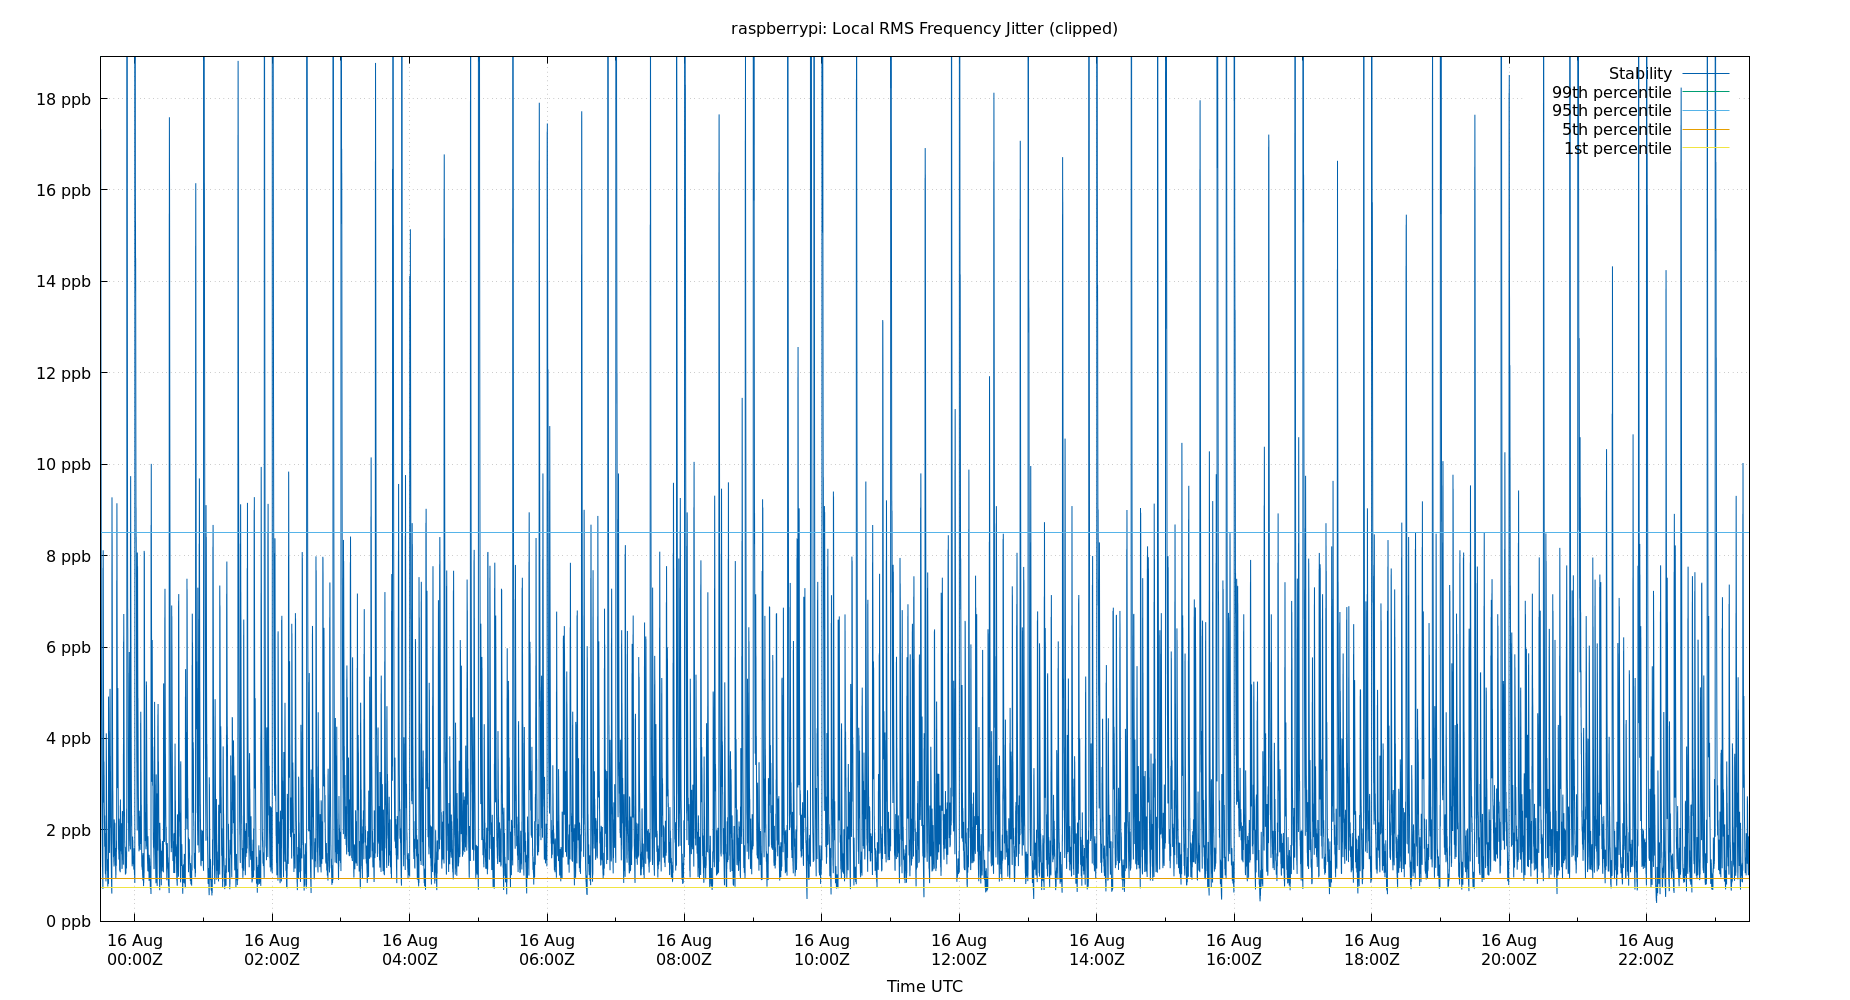 raspberrypi: Local RMS Frequency Jitter (clipped)
Stability
99th percentile
95th percentile
5th percentile
1st percentile
18 ppb
16 ppb
14 ppb
12 ppb
10 ppb
8 ppb
6 ppb
4 ppb
2 ppb
0 ppb
16 Aug 16 Aug 16 Aug 16 Aug 16 Aug 16 Aug 16 Aug 16 Aug 16 Aug 16 Aug 16 Aug 16 Aug
00:00Z 02:00Z 04:00Z 06:00Z 08:00Z 10:00Z 12:00Z 14:00Z 16:00Z 18:00Z 20:00Z 22:00Z
Time UTC